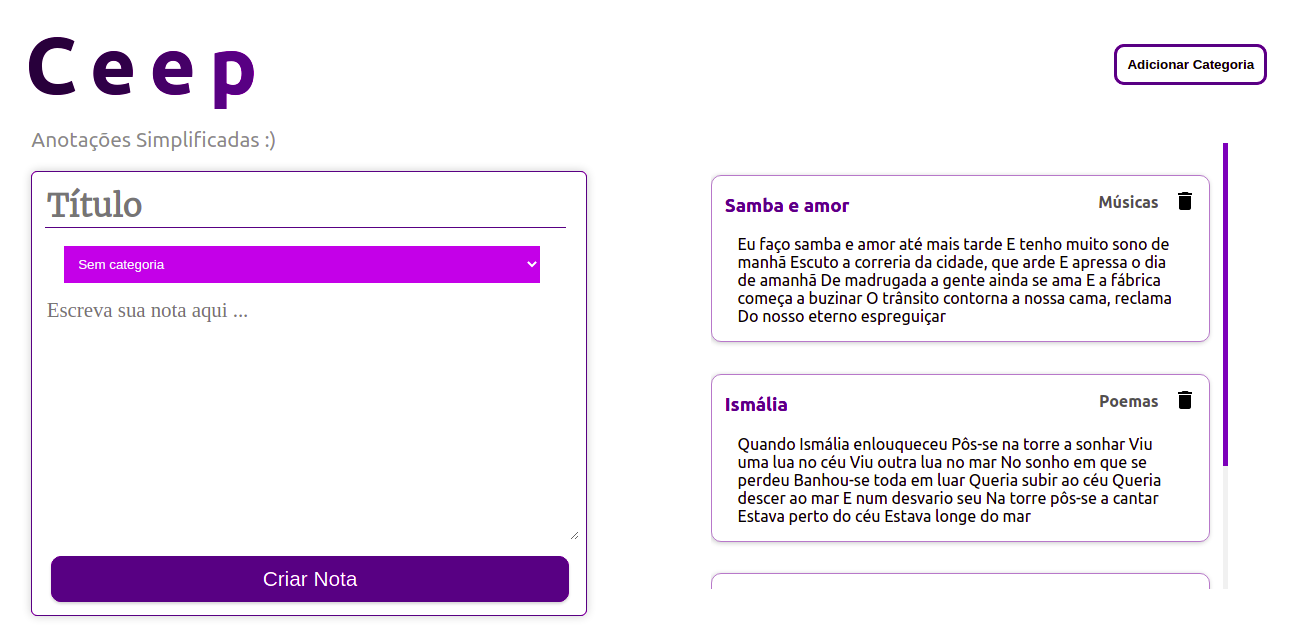 Ceep
Adicionar Categoria
Anotações Simplificadas :)
Título
Sem categoria
Escreva sua nota aqui ...
Criar Nota
Samba e amor
Músicas
Eu faço samba e amor até mais tarde E tenho muito sono de
manhã Escuto a correria da cidade, que arde E apressa o dia
de amanhã De madrugada a gente ainda se ama E a fábrica
começa a buzinar O trânsito contorna a nossa cama, reclama
Do nosso eterno espreguiçar
Ismália
Poemas
Quando Ismália enlouqueceu Pôs-se na torre a sonhar Viu
uma lua no céu Viu outra lua no mar No sonho em que se
perdeu Banhou-se toda em luar Queria subir ao céu Queria
descer ao mar E num desvario seu Na torre pôs-se a cantar
Estava perto do céu Estava longe do mar